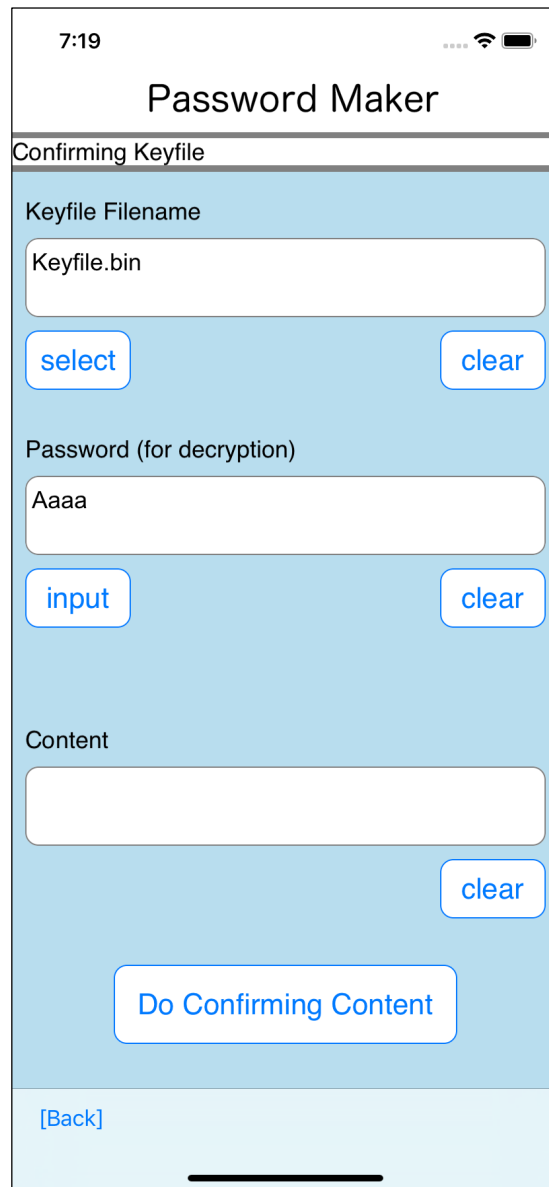 7:19
Password Maker
Confirming Keyfile
Keyfile Filename
Keyfile.bin
select clear
Password (for decryption)
Aaaa
input clear
Content
clear
Do Confirming Content
[Back]